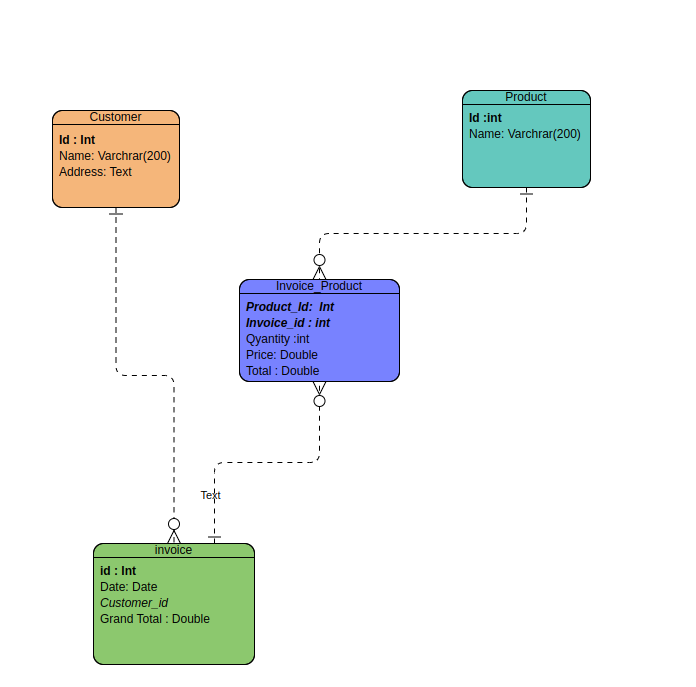 Product
Id :int
Name: Varchrar(200)
Customer
Id : Int
Name: Varchrar(200)
Address: Text
Invoice_Product
Product_Id:  Int
Invoice_id : int
Qyantity :int
Price: Double
Total : Double
Text
invoice
id : Int
Date: Date
Customer_id
Grand Total : Double